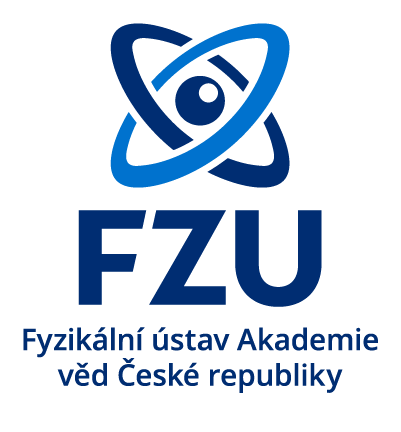 FZU
Fyzikální ústav Akademie
věd České republiky